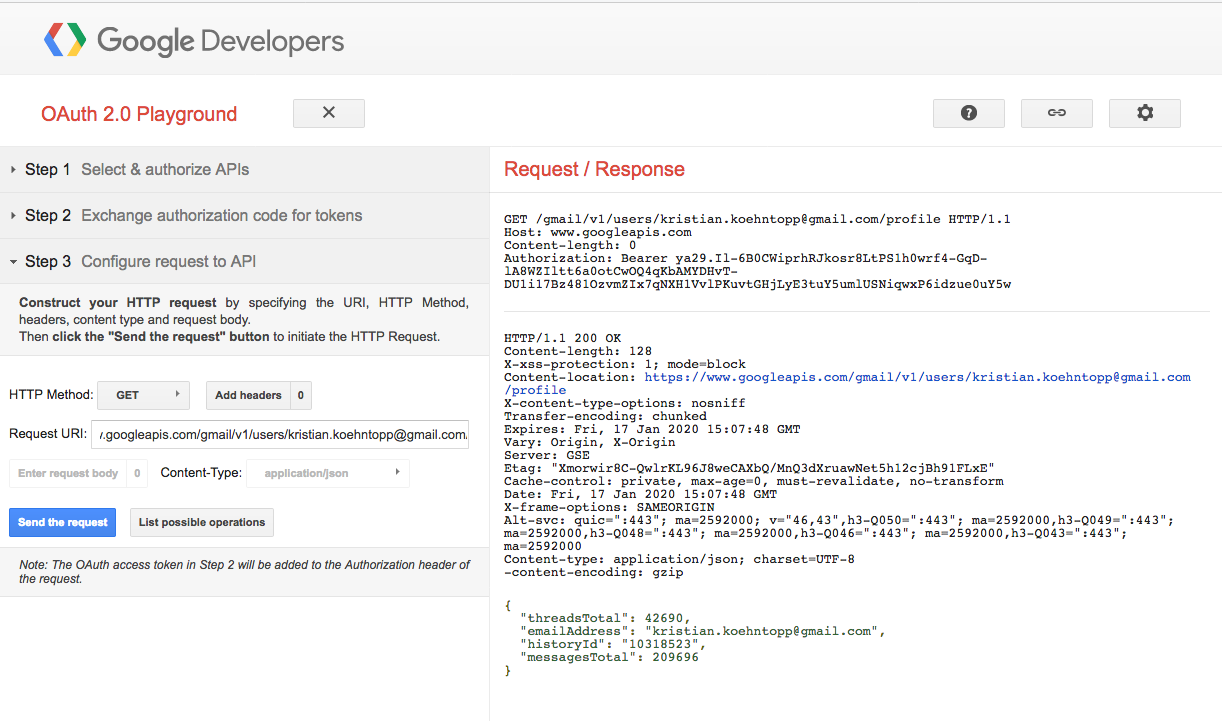 Google Developers
OAuth 2.0 Playground
Step 1 Select & authorize APIs
Step 2 Exchange authorization code for tokens
Step 3 Configure request to API
Construct your HTTP request by specifying the URI, HTTP Method,
headers, content type and request body.
Then click the "Send the request" button to initiate the HTTP Request.
HTTP Method: GET Add headers 0
Request URI: .googleapis.com/gmail/v1/users/kristian.koehntopp@gmail.com
Enter request body 0 Content-Type: application/json
Send the request List possible operations
Note: The OAuth access token in Step 2 will be added to the Authorization header of
the request.
Request / Response
GET /gmail/v1/users/kristian.koehntopp@gmail.com/profile HTTP/1.1
Host: www.googleapis.com
Content-length: 0
Authorization: Bearer ya29.Il-6B0CWiprhRJkosr8LtPS1h0wrf4-GqD-
lA8WZIltt6a0otCwOQ4qKbAMYDHvT-
DU1i17Bz481OzvmZIx7qNXH1VvlPKuvtGHjLyE3tuY5umlUSNiqwxP6idzue0uY5w
HTTP/1.1 200 OK
Content-length: 128
X-xss-protection: 1; mode=block
Content-location: https://www.googleapis.com/gmail/v1/users/kristian.koehntopp@gmail.com
/profile
X-content-type-options: nosniff
Transfer-encoding: chunked
Expires: Fri, 17 Jan 2020 15:07:48 GMT
Vary: Origin, X-Origin
Server: GSE
Etag: "Xmorwir8C-QwlrKL96J8weCAXbQ/MnQ3dXruawNet5h12cjBh91FLxE"
Cache-control: private, max-age=0, must-revalidate, no-transform
Date: Fri, 17 Jan 2020 15:07:48 GMT
X-frame-options: SAMEORIGIN
Alt-svc: quic=":443"; ma=2592000; v="46,43",h3-Q050=":443"; ma=2592000,h3-Q049=":443";
ma=2592000,h3-Q048=":443"; ma=2592000,h3-Q046=":443"; ma=2592000,h3-Q043=":443";
ma=2592000
Content-type: application/json; charset=UTF-8
-content-encoding: gzip
{
"threadsTotal": 42690,
"emailAddress": "kristian.koehntopp@gmail.com",
"historyId": "10318523",
"messagesTotal": 209696
}